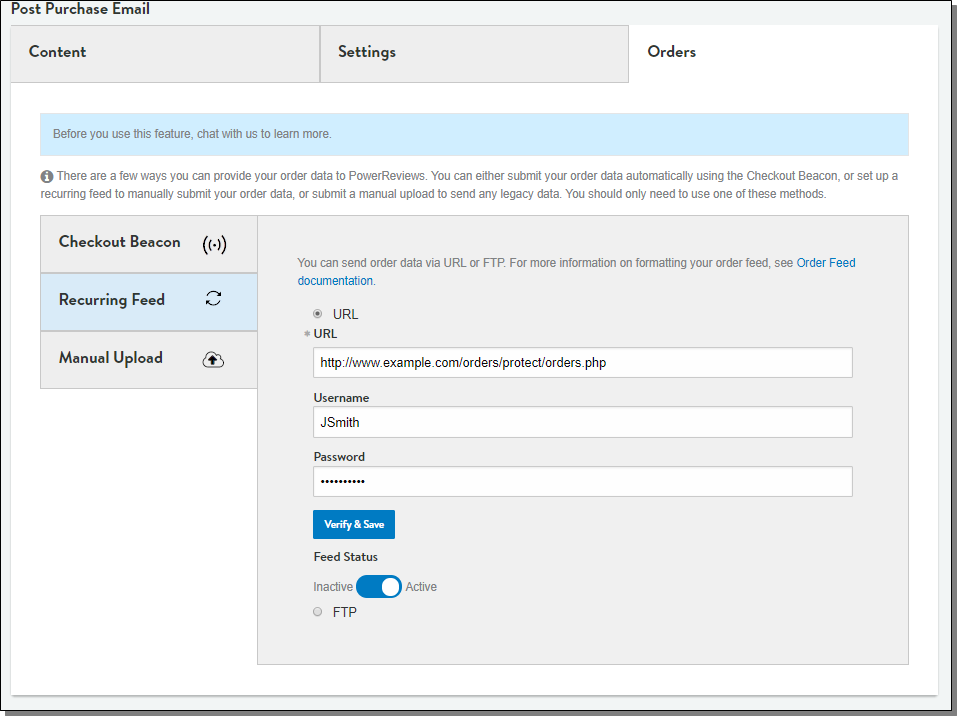 Post Purchase Email
Content
Settings
Orders
Before you use this feature, chat with us to learn more.
There are a few ways you can provide your order data to PowerReviews. You can either submit your order data automatically using the Checkout Beacon, or set up a
recurring feed to manually submit your order data, or submit a manual upload to send any legacy data. You should only need to use one of these methods.
Checkout Beacon
Recurring Feed
Manual Upload
You can send order data via URL or FTP. For more information on formatting your order feed, see Order Feed
documentation.
URL
* URL
http://www.example.com/orders/protect/orders.php
Username
JSmith
Password
••••••••••
Verify & Save
Feed Status
Inactive Active
FTP